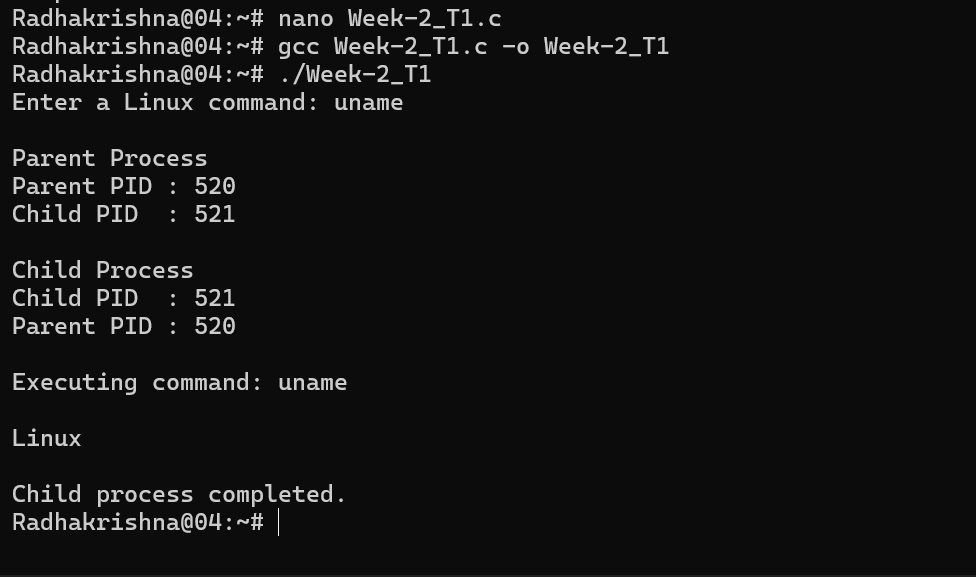 Radhakrishna@04:~# nano Week-2_T1.c
Radhakrishna@04:~# gcc Week-2_T1.c -o Week-2_T1
Radhakrishna@04:~# ./Week-2_T1
Enter a Linux command: uname
Parent Process
Parent PID : 520
Child PID  : 521
Child Process
Child PID  : 521
Parent PID : 520
Executing command: uname
Linux
Child process completed.
Radhakrishna@04:~#